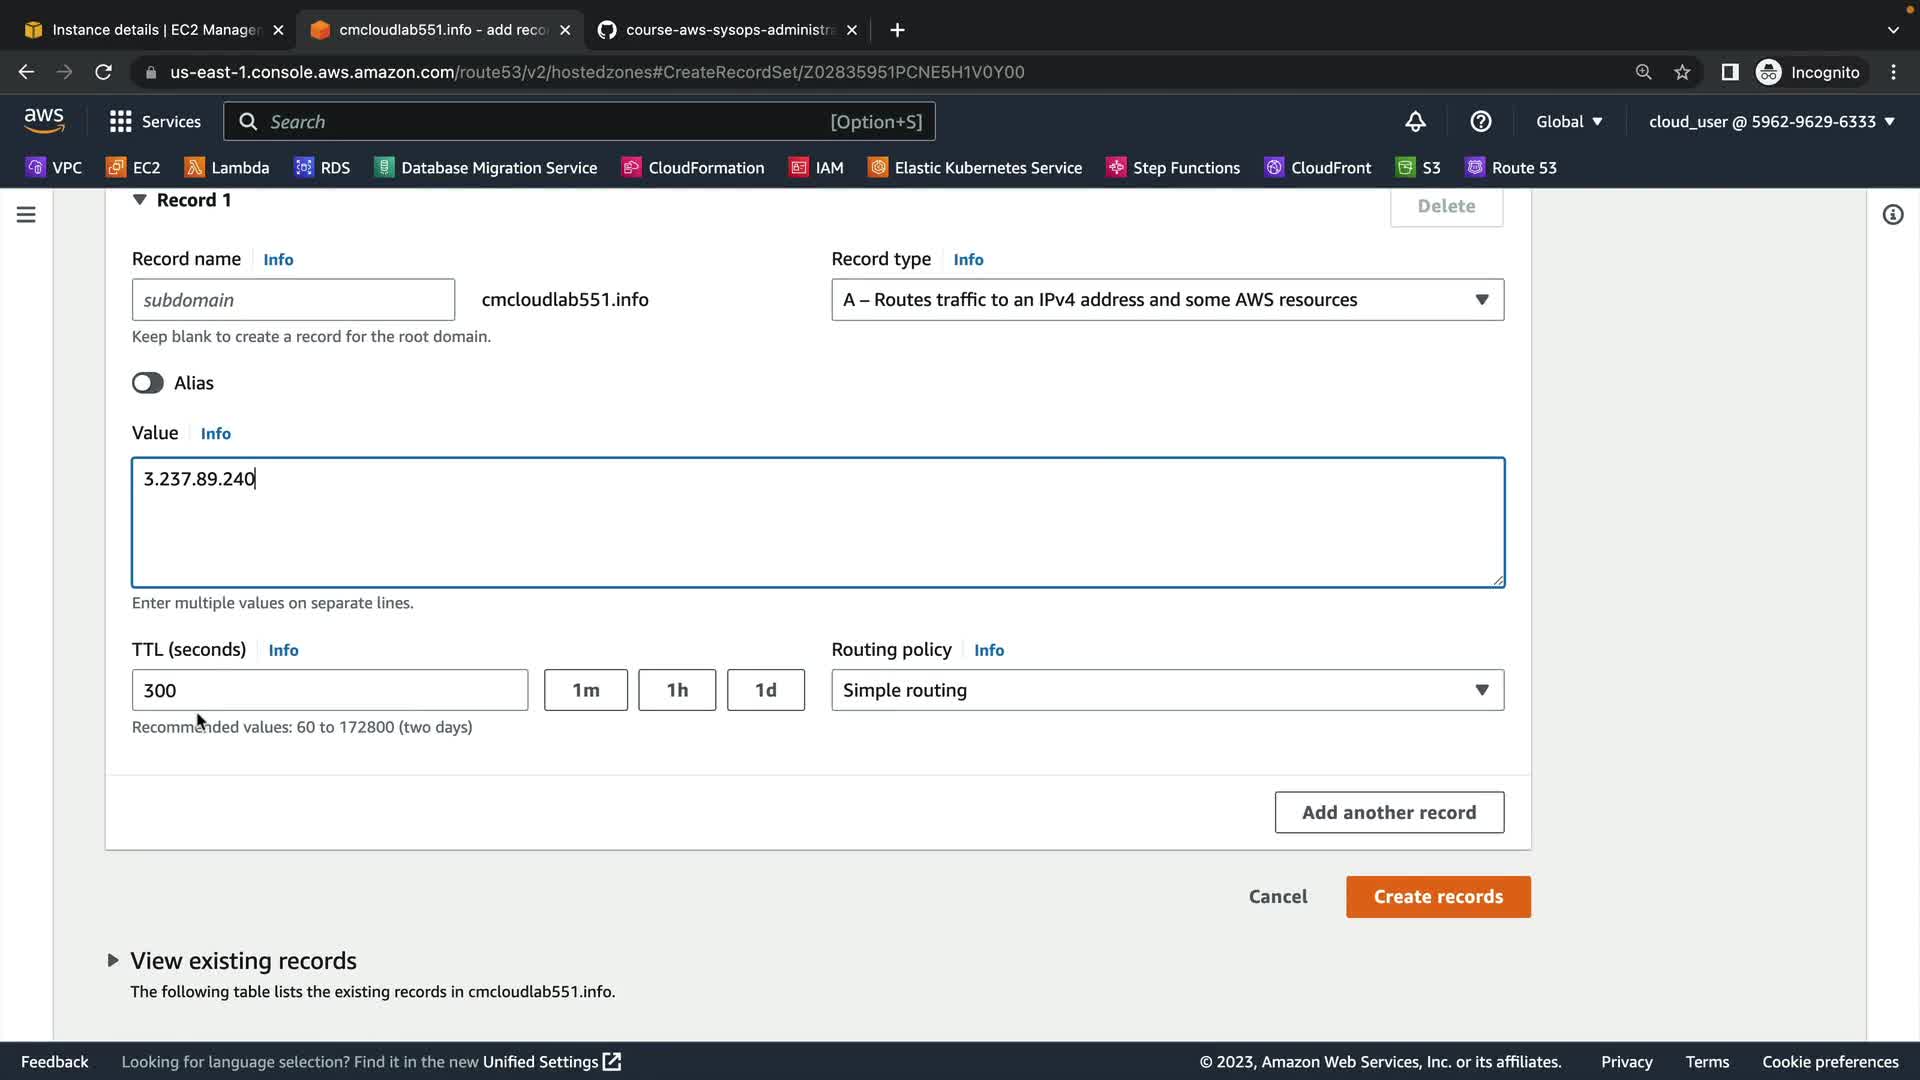 Instance details | EC2 Manager
cmcloudlab551.info - add reco
course-aws-sysops-administra
us-east-1.console.aws.amazon.com/route53/v2/hostedzones#CreateRecordSet/Z02835951PCNE5H1V0Y00
Incognito
aws
Services
Search
[Option+S]
Global
cloud_user @ 5962-9629-6333
VPC
EC2
Lambda
RDS
Database Migration Service
CloudFormation
IAM
Elastic Kubernetes Service
Step Functions
CloudFront
S3
Route 53
Record 1
Delete
Record name
Info
Record type
Info
subdomain
cmcloudlab551.info
A – Routes traffic to an IPv4 address and some AWS resources
Keep blank to create a record for the root domain.
Alias
Value
Info
3.237.89.240
Enter multiple values on separate lines.
TTL (seconds)
Info
Routing policy
Info
300
1m
1h
1d
Simple routing
Recommended values: 60 to 172800 (two days)
Add another record
Cancel
Create records
View existing records
The following table lists the existing records in cmcloudlab551.info.
Feedback
Looking for language selection? Find it in the new Unified Settings
© 2023, Amazon Web Services, Inc. or its affiliates.
Privacy
Terms
Cookie preferences